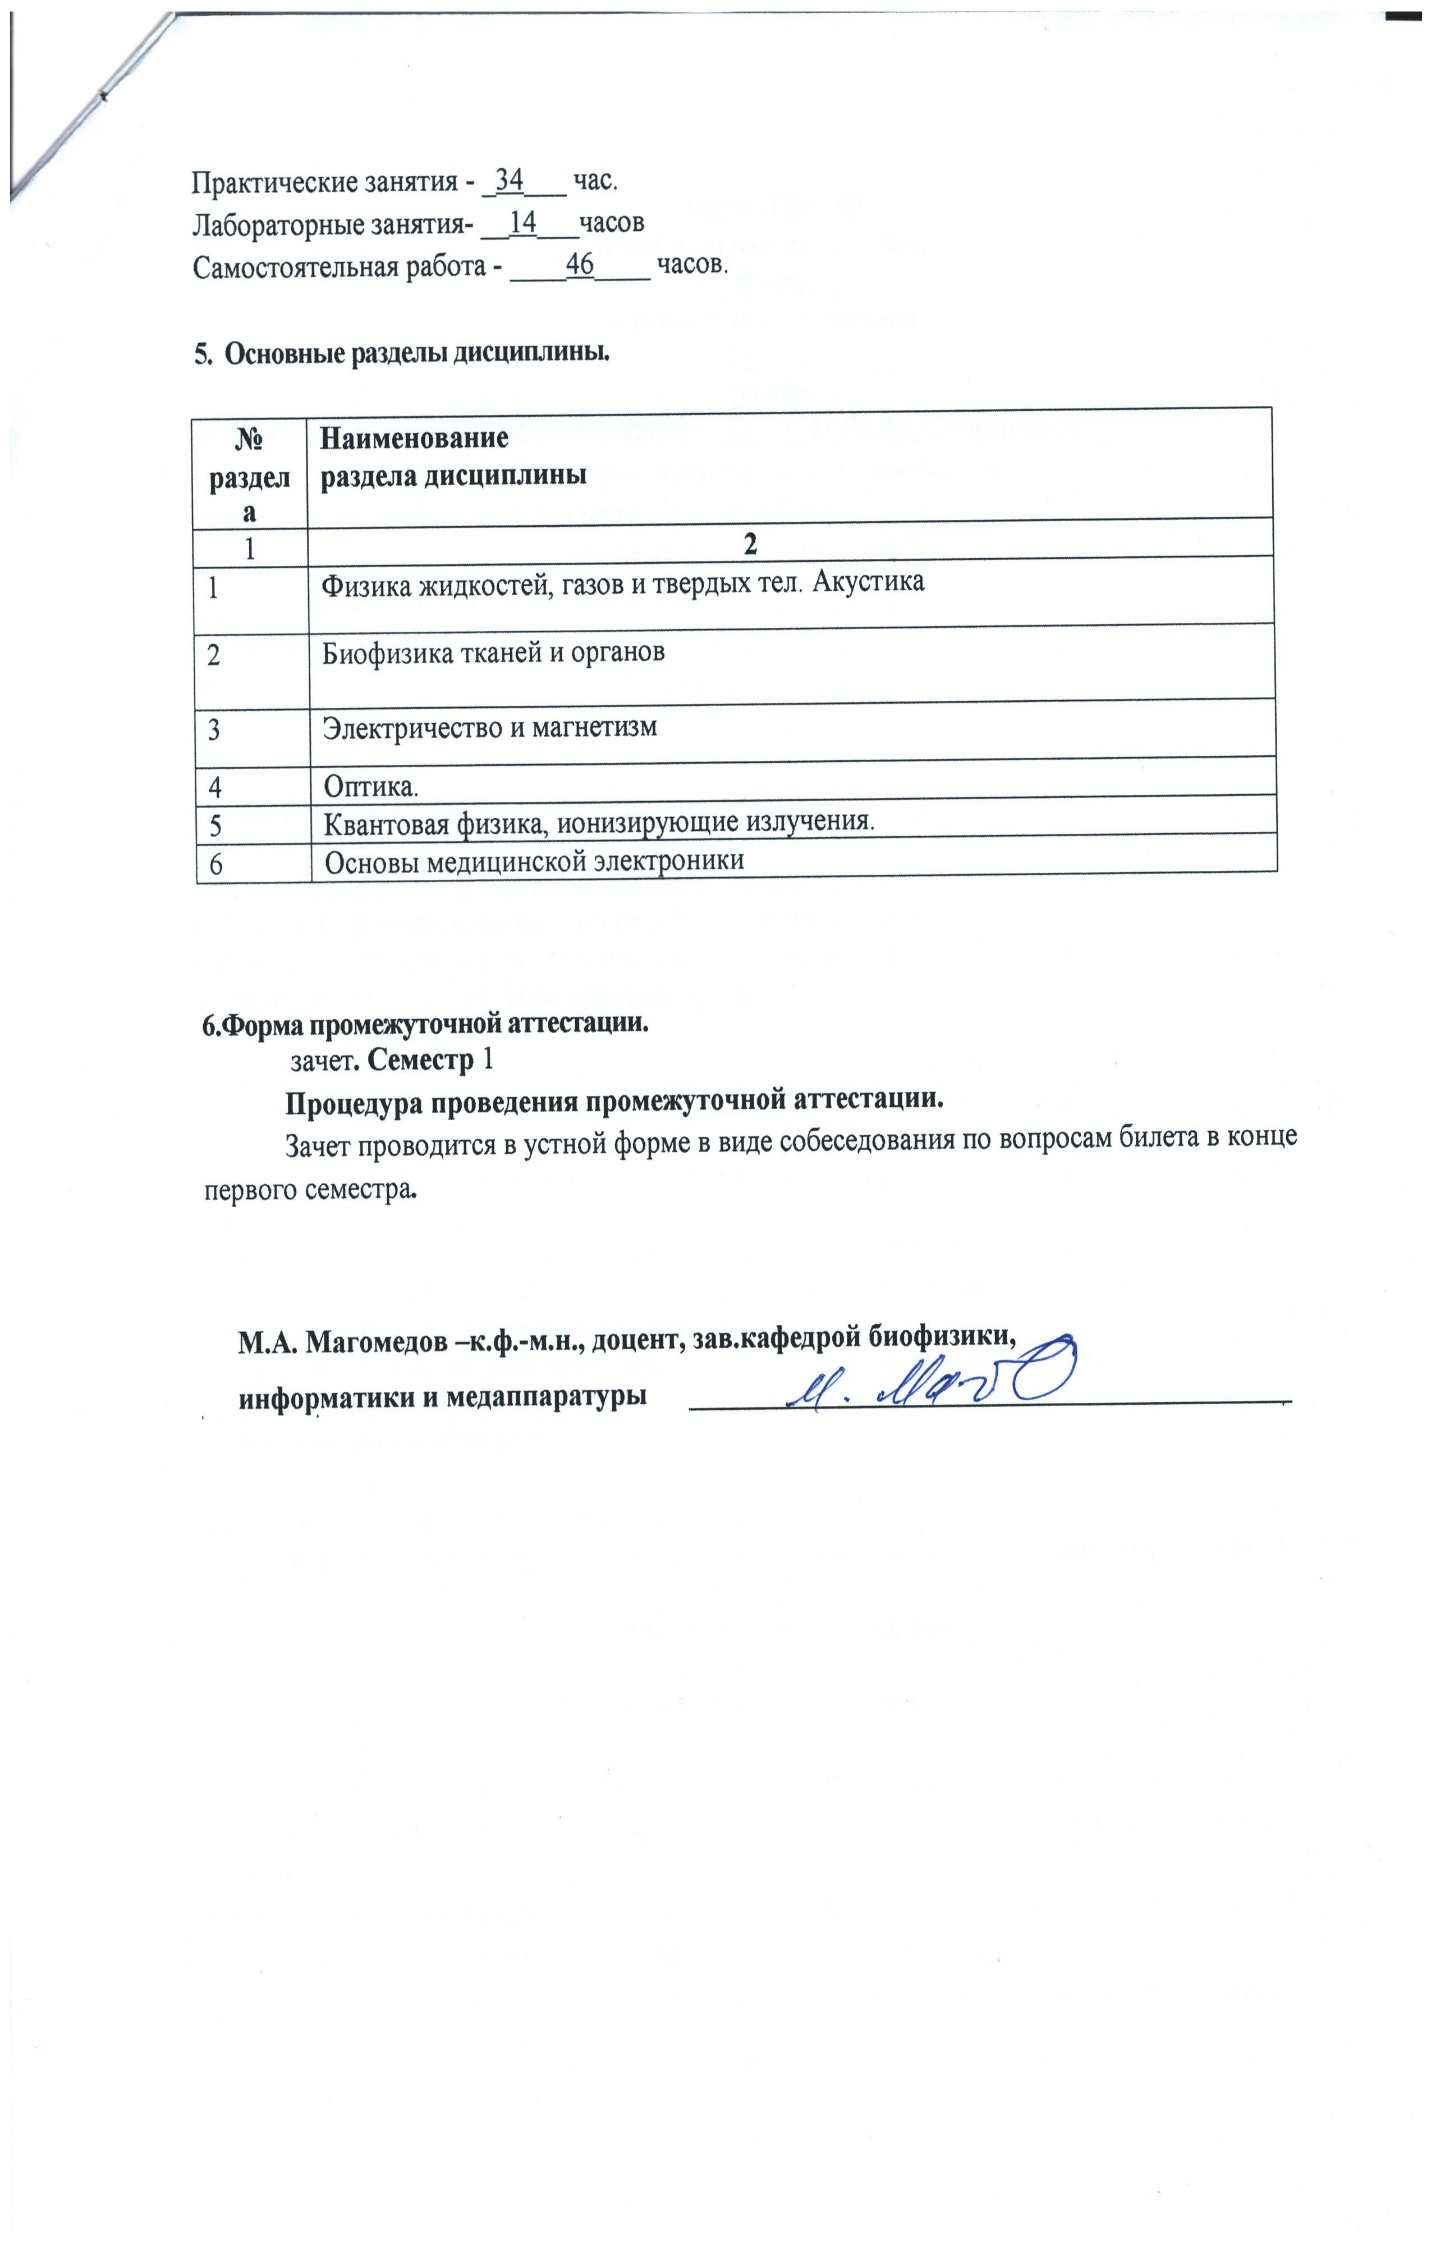 Практические занятия - _34___ час.
Лабораторные занятия- __14___часов
Самостоятельная работа - ____46____ часов.
5. Основные разделы дисциплины.
№ Наименование
раздел раздела дисциплины
а
1 2
1 Физика жидкостей, газов и твердых тел. Акустика
2 Биофизика тканей и органов
3 Электричество и магнетизм
4 Оптика.
5 Квантовая физика, ионизирующие излучения.
6 Основы медицинской электроники
6.Форма промежуточной аттестации.
зачет. Семестр 1
Процедура проведения промежуточной аттестации.
Зачет проводится в устной форме в виде собеседования по вопросам билета в конце
первого семестра.
М.А. Магомедов –к.ф.-м.н., доцент, зав.кафедрой биофизики,
информатики и медаппаратуры